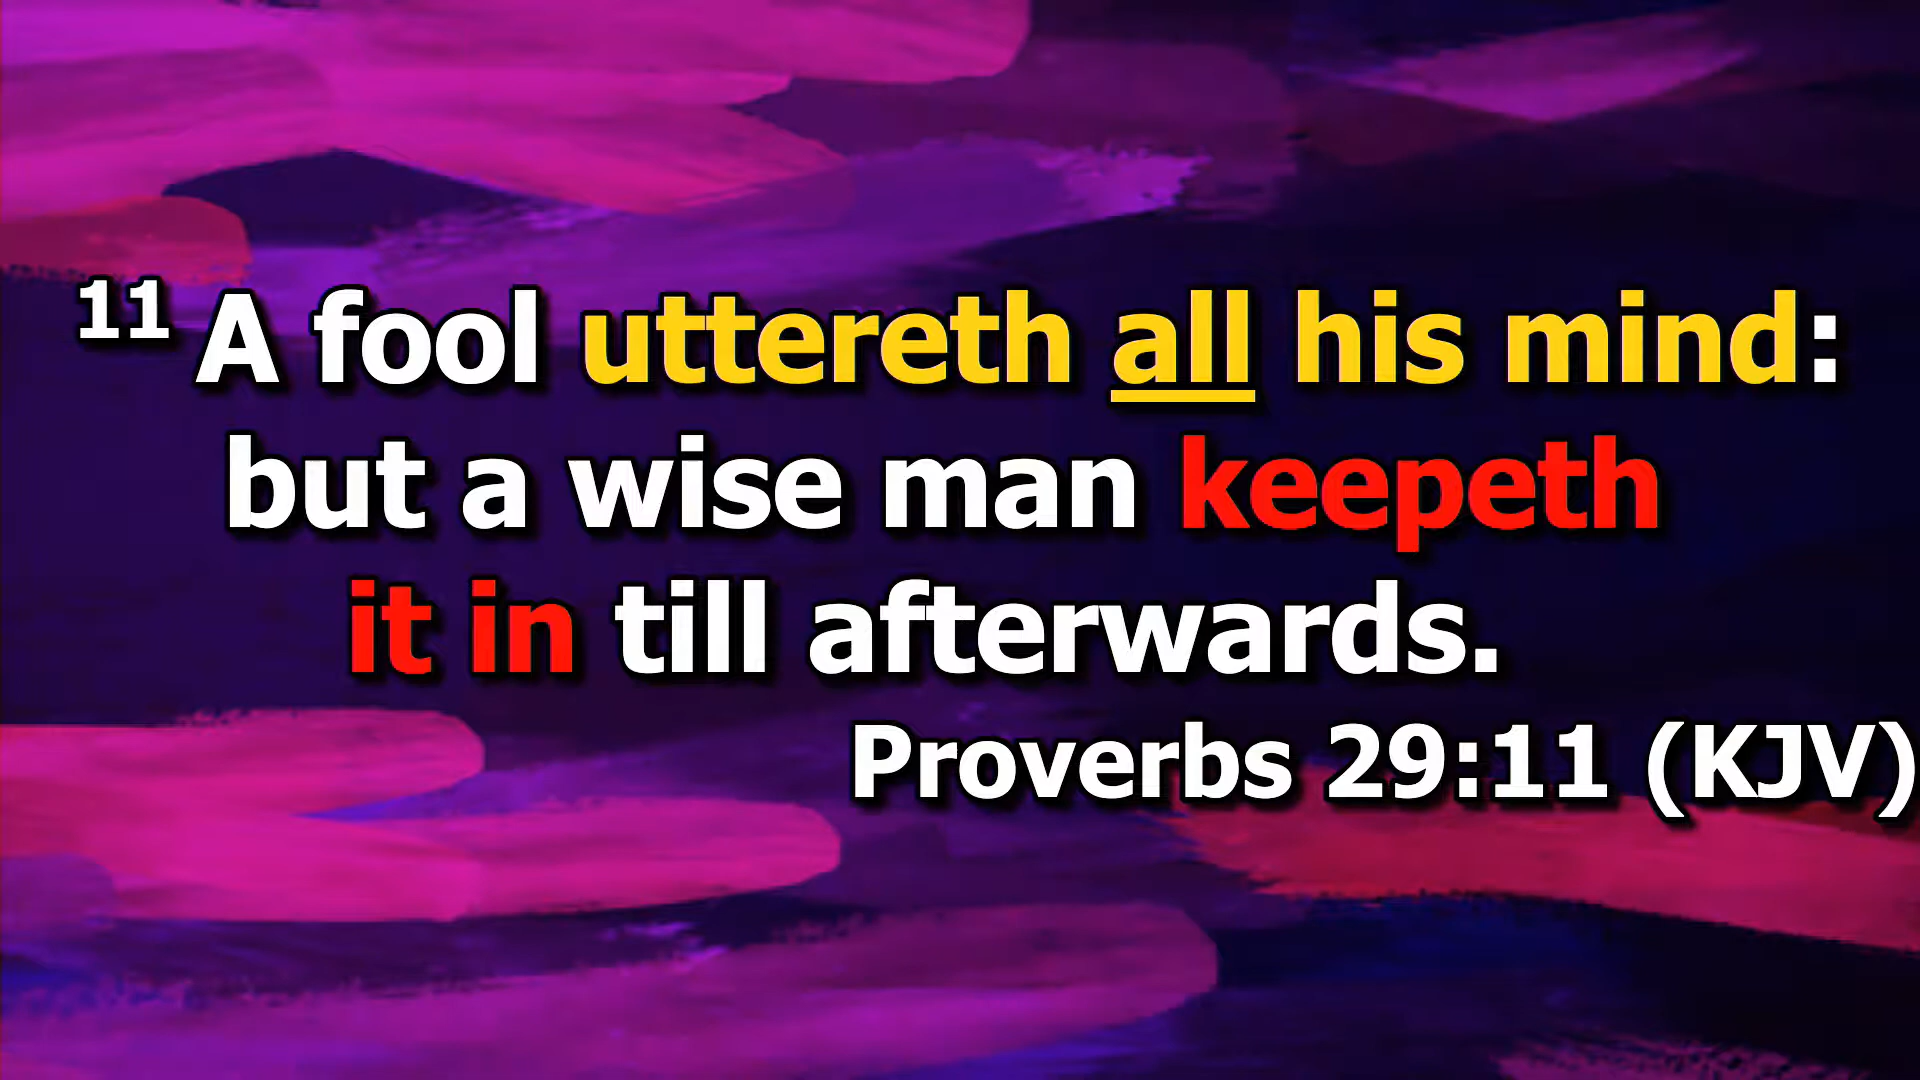 11 A fool uttereth all his mind:
but a wise man keepeth
it in till afterwards.
Proverbs 29:11 (KJV)